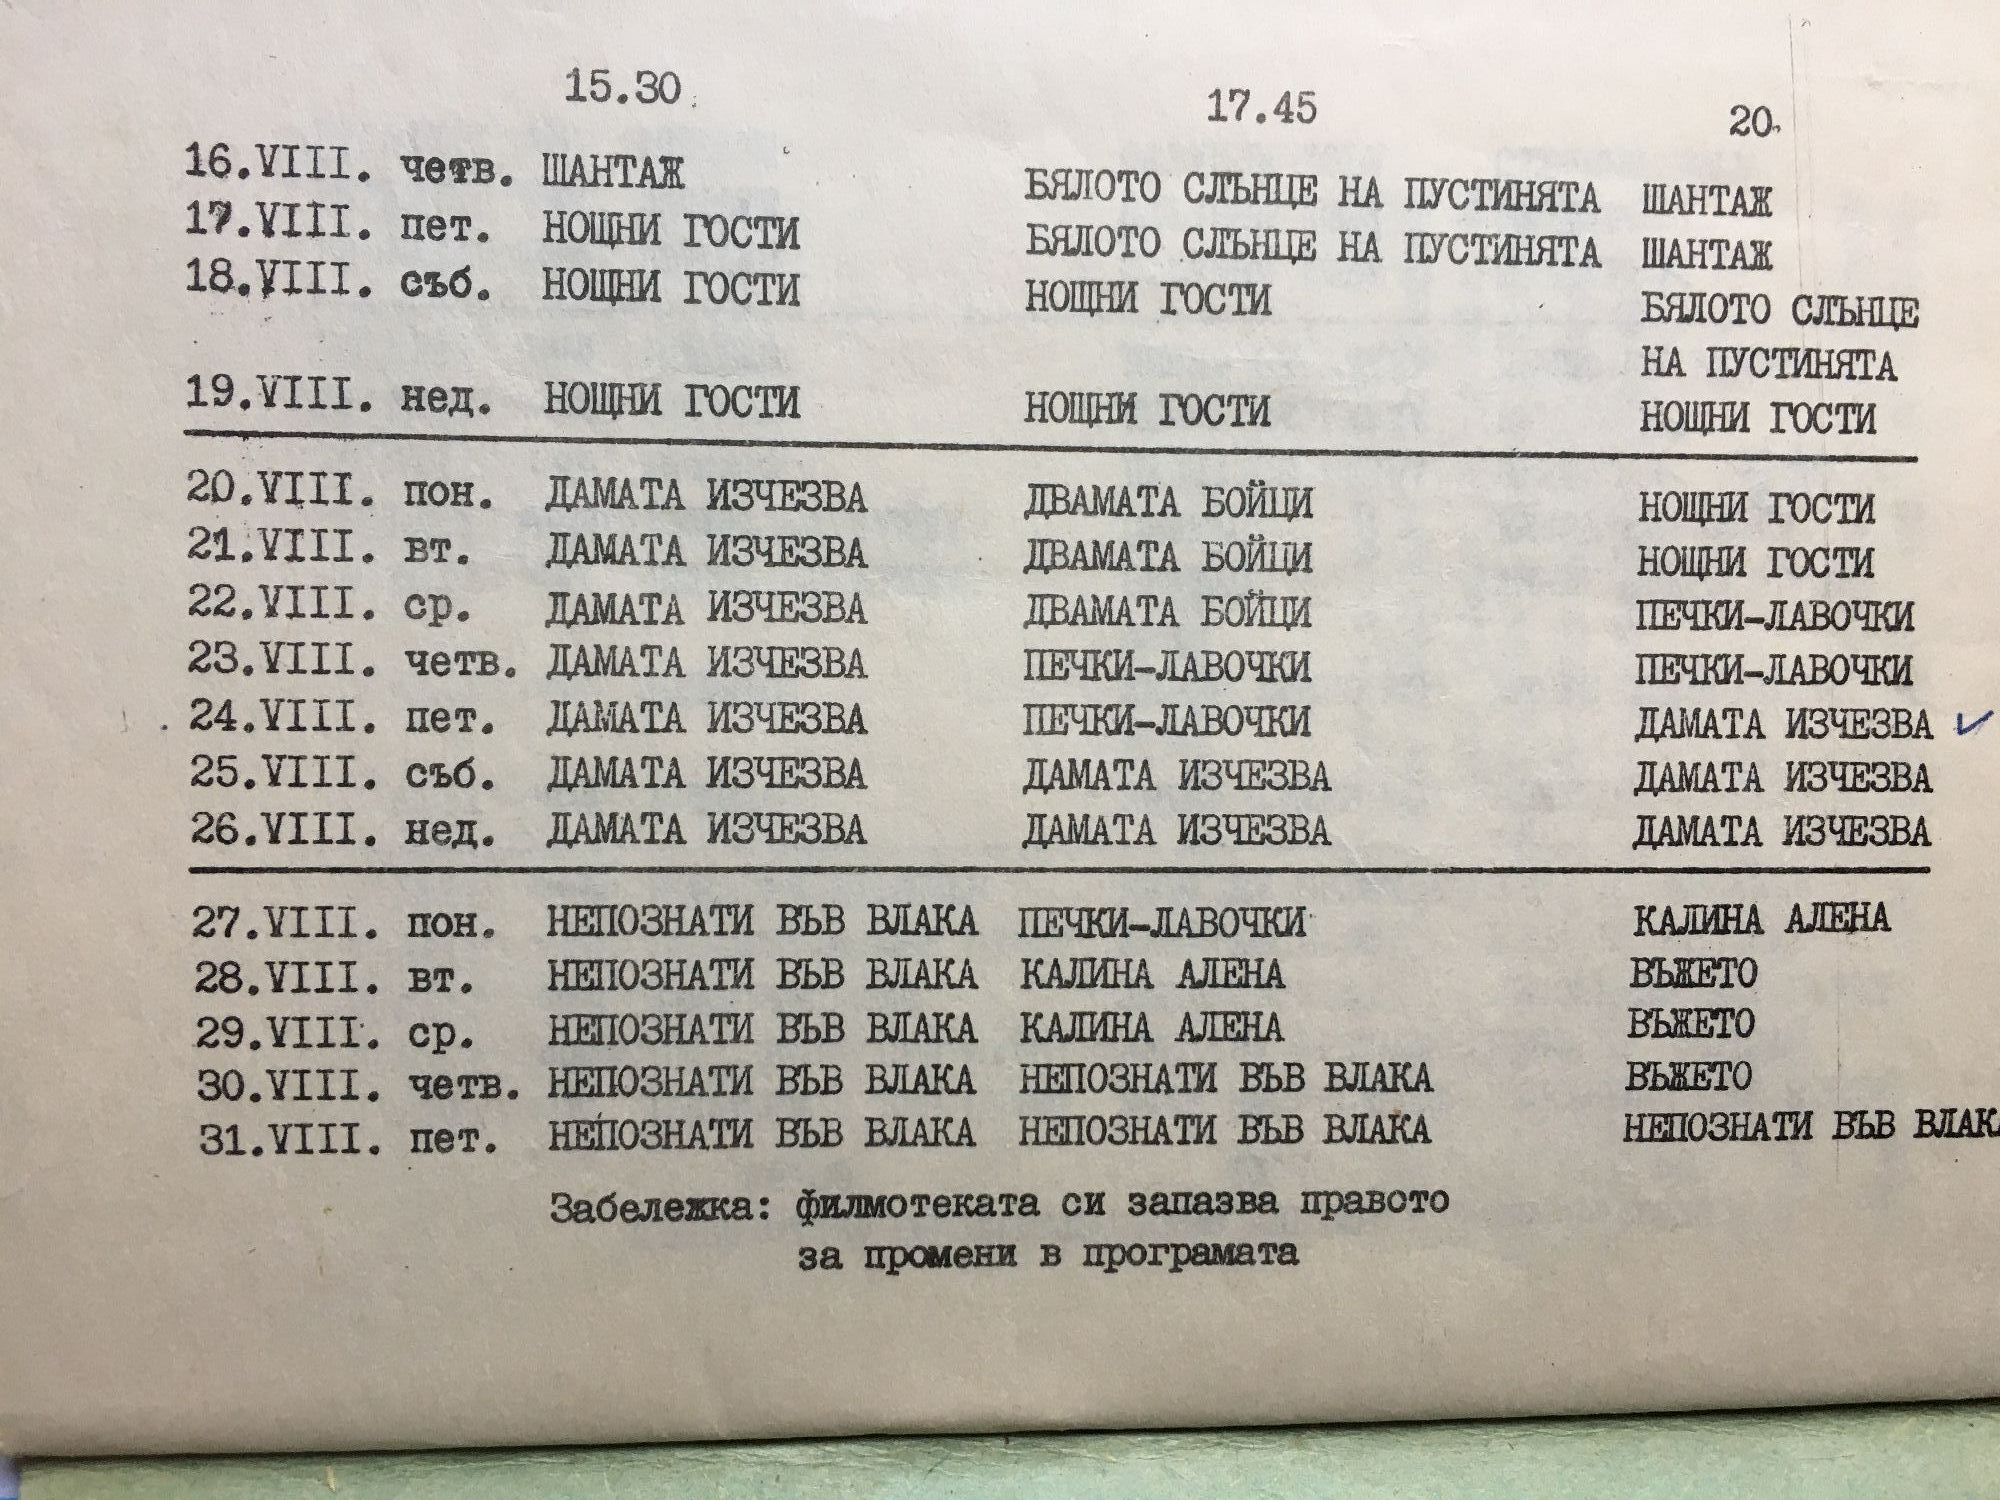 15.30 17.45 20.
16.VIII. четв. ШАНТАЖ БЯЛОТО СЛЪНЦЕ НА ПУСТИНЯТА ШАНТАЖ
17.VIII. пет. НОЩНИ ГОСТИ БЯЛОТО СЛЪНЦЕ НА ПУСТИНЯТА ШАНТАЖ
18.VIII. съб. НОЩНИ ГОСТИ НОЩНИ ГОСТИ БЯЛОТО СЛЪНЦЕ
НА ПУСТИНЯТА
19.VIII. нед. НОЩНИ ГОСТИ НОЩНИ ГОСТИ НОЩНИ ГОСТИ
20.VIII. пон. ДАМАТА ИЗЧЕЗВА ДВАМАТА БОЙЦИ НОЩНИ ГОСТИ
21.VIII. вт. ДАМАТА ИЗЧЕЗВА ДВАМАТА БОЙЦИ НОЩНИ ГОСТИ
22.VIII. ср. ДАМАТА ИЗЧЕЗВА ДВАМАТА БОЙЦИ ПЕЧКИ-ЛАВОЧКИ
23.VIII. четв. ДАМАТА ИЗЧЕЗВА ПЕЧКИ-ЛАВОЧКИ ПЕЧКИ-ЛАВОЧКИ
24.VIII. пет. ДАМАТА ИЗЧЕЗВА ПЕЧКИ-ЛАВОЧКИ ДАМАТА ИЗЧЕЗВА ✓
25.VIII. съб. ДАМАТА ИЗЧЕЗВА ДАМАТА ИЗЧЕЗВА ДАМАТА ИЗЧЕЗВА
26.VIII. нед. ДАМАТА ИЗЧЕЗВА ДАМАТА ИЗЧЕЗВА ДАМАТА ИЗЧЕЗВА
27.VIII. пон. НЕПОЗНАТИ ВЪВ ВЛАКА ПЕЧКИ-ЛАВОЧКИ КАЛИНА АЛЕНА
28.VIII. вт. НЕПОЗНАТИ ВЪВ ВЛАКА КАЛИНА АЛЕНА ВЪЖЕТО
29.VIII. ср. НЕПОЗНАТИ ВЪВ ВЛАКА КАЛИНА АЛЕНА ВЪЖЕТО
30.VIII. четв. НЕПОЗНАТИ ВЪВ ВЛАКА НЕПОЗНАТИ ВЪВ ВЛАКА ВЪЖЕТО
31.VIII. пет. НЕПОЗНАТИ ВЪВ ВЛАКА НЕПОЗНАТИ ВЪВ ВЛАКА НЕПОЗНАТИ ВЪВ ВЛАКА
Забележка: филмотеката си запазва правото
за промени в програмата